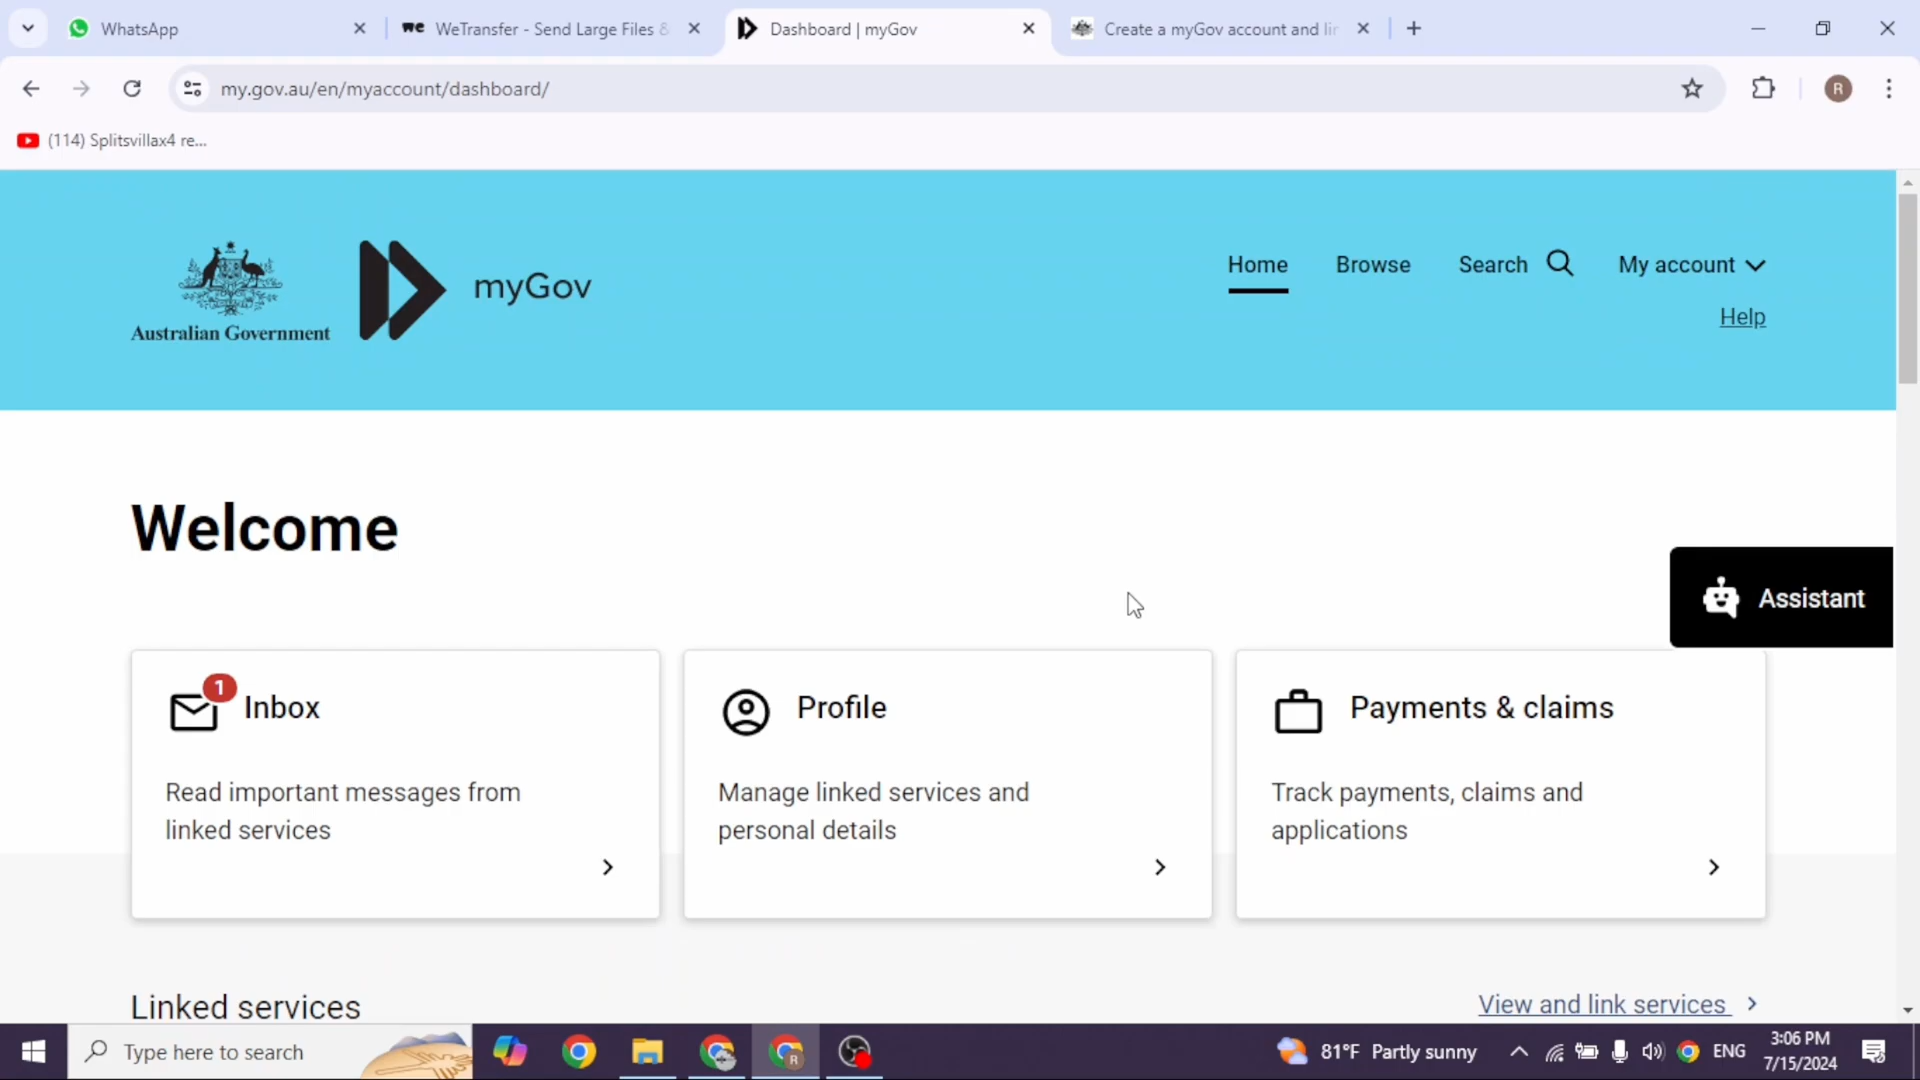 WhatsApp
we WeTransfer - Send Large Files &
Dashboard | myGov
Create a myGov account and lin
my.gov.au/en/myaccount/dashboard/
R
(114) Splitsvillax4 re...
Australian Government
myGov
Home
Browse
Search
My account
Help
Welcome
Assistant
1
Inbox
Read important messages from
linked services
Profile
Manage linked services and
personal details
Payments & claims
Track payments, claims and
applications
Linked services
View and link services
Type here to search
R
81°F Partly sunny
ENG
3:06 PM
7/15/2024